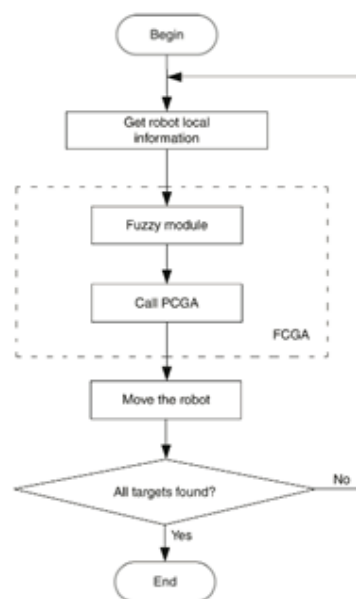 Begin
Get robot local
information
Fuzzy module
Call PCGA
FCGA
Move the robot
All targets found?
No
Yes
End